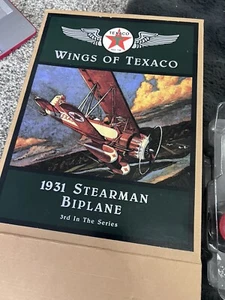 TEXACO
WINGS OF TEXACO
1931 STEARMAN
BIPLANE
3rd In The Series